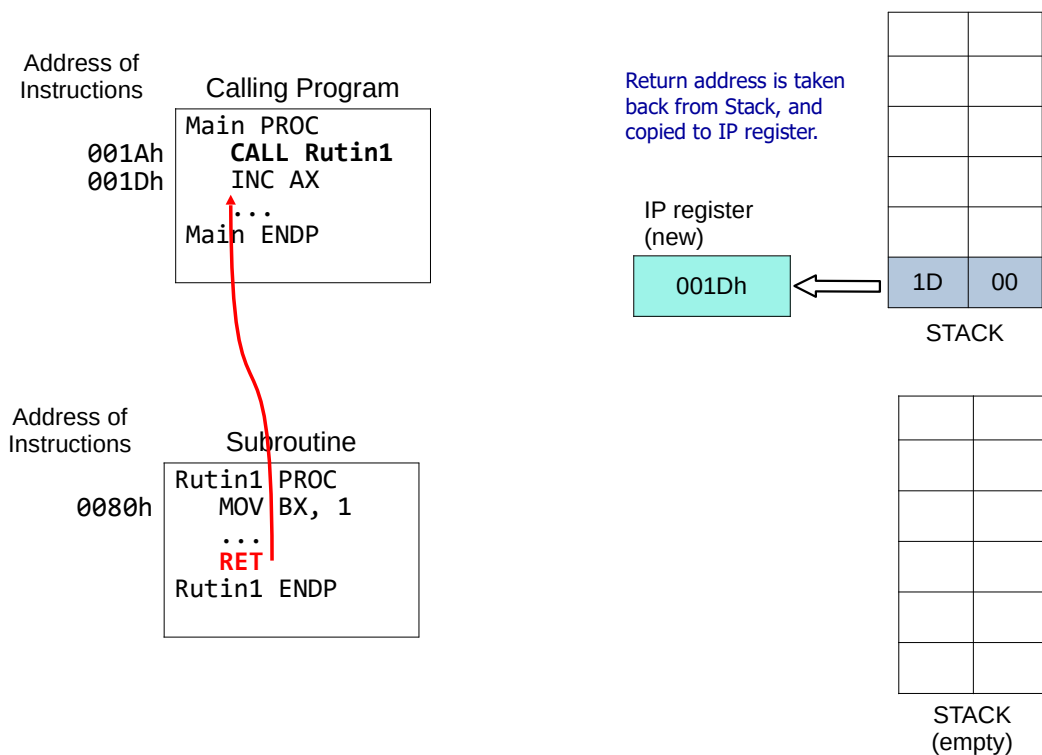 Address of
Instructions
Calling Program
Main PROC
001Ah
CALL Rutin1
001Dh
INC AX
...
Main ENDP
Return address is taken
back from Stack, and
copied to IP register.
IP register
(new)
001Dh
1D 00
STACK
Address of
Instructions
Subroutine
Rutin1 PROC
0080h
MOV BX, 1
...
RET
Rutin1 ENDP
STACK
(empty)